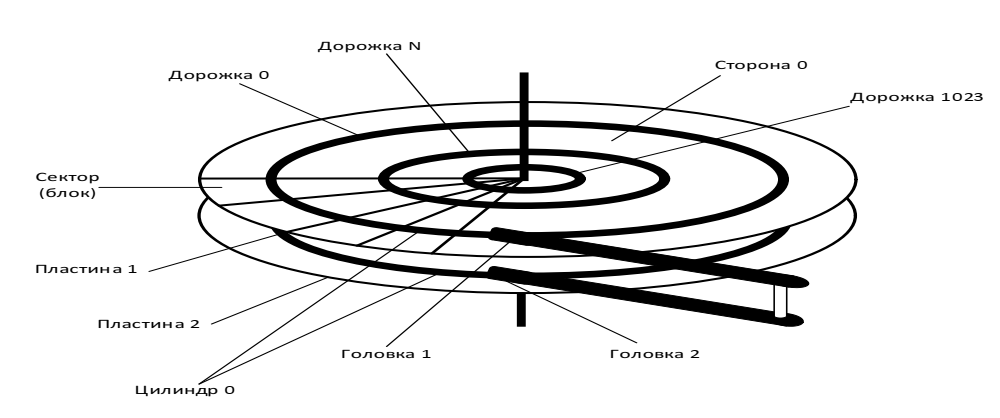 Дорожка N
Дорожка 0
Сторона 0
Дорожка 1023
Сектор
(блок)
Пластина 1
Пластина 2
Головка 1
Головка 2
Цилиндр 0